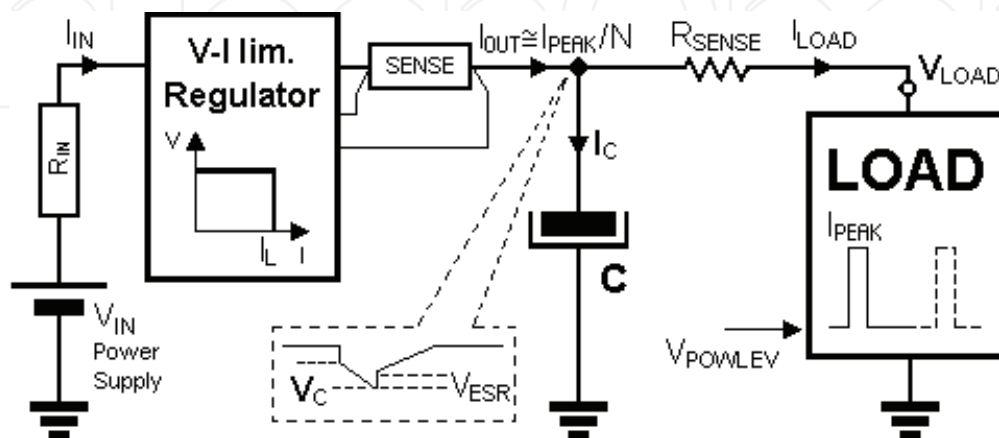 I_IN
V-I lim.
Regulator
V
I_L I
SENSE
I_OUT≅I_PEAK/N
R_SENSE
I_LOAD
V_LOAD
R_IN
I_C
C
LOAD
I_PEAK
V_IN
Power
Supply
V_C
V_ESR
V_POWLEV